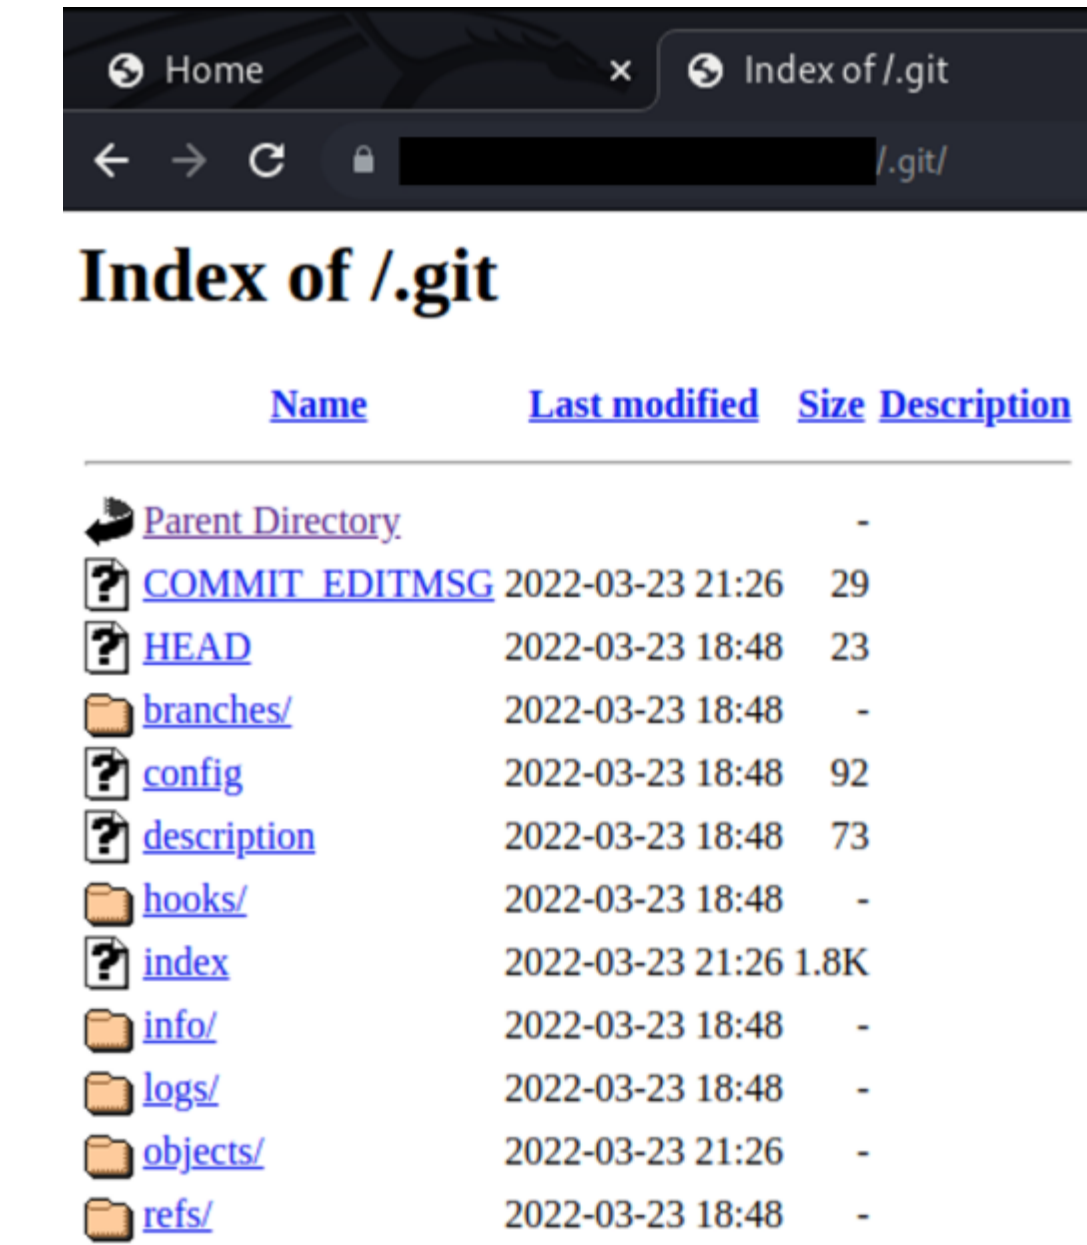 Home × Index of /.git
/.git/
Index of /.git
Name Last modified Size Description
Parent Directory -
COMMIT_EDITMSG 2022-03-23 21:26 29
HEAD 2022-03-23 18:48 23
branches/ 2022-03-23 18:48 -
config 2022-03-23 18:48 92
description 2022-03-23 18:48 73
hooks/ 2022-03-23 18:48 -
index 2022-03-23 21:26 1.8K
info/ 2022-03-23 18:48 -
logs/ 2022-03-23 18:48 -
objects/ 2022-03-23 21:26 -
refs/ 2022-03-23 18:48 -